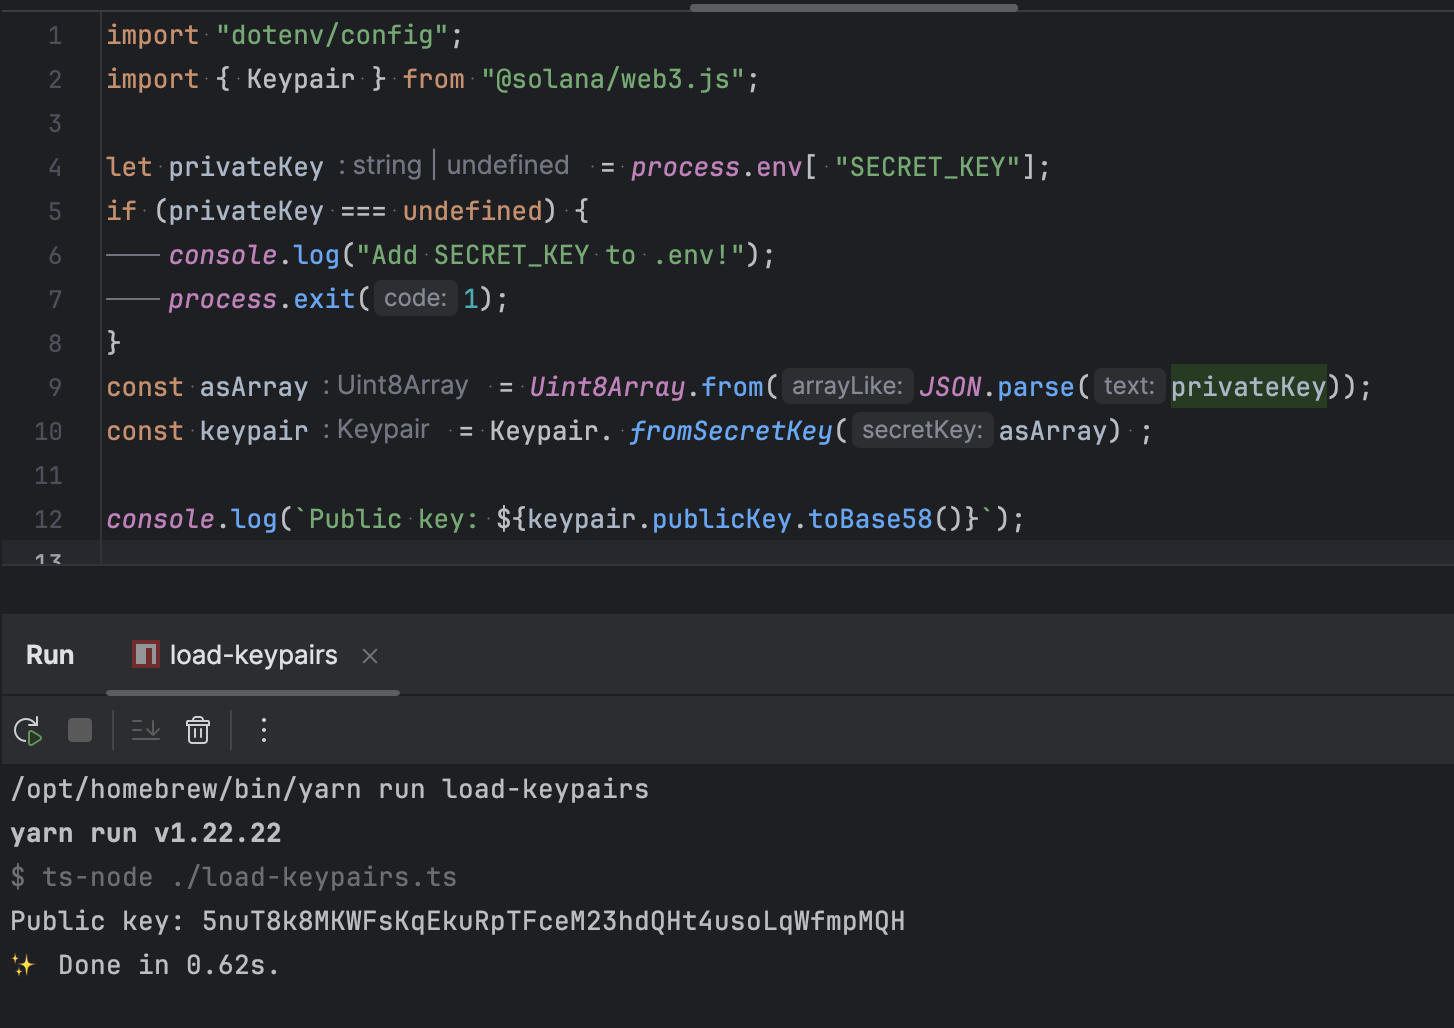 1 import "dotenv/config";
2 import { Keypair } from "@solana/web3.js";
3
4 let privateKey : string | undefined = process.env[ "SECRET_KEY"];
5 if (privateKey === undefined) {
6 console.log("Add SECRET_KEY to .env!");
7 process.exit( code: 1);
8 }
9 const asArray : Uint8Array = Uint8Array.from( arrayLike: JSON.parse( text: privateKey));
10 const keypair : Keypair = Keypair. fromSecretKey( secretKey: asArray) ;
11
12 console.log(`Public key: ${keypair.publicKey.toBase58()}`);
13
Run load-keypairs ×
/opt/homebrew/bin/yarn run load-keypairs
yarn run v1.22.22
$ ts-node ./load-keypairs.ts
Public key: 5nuT8k8MKWFsKqEkuRpTFceM23hdQHt4usoLqWfmpMQH
✨ Done in 0.62s.